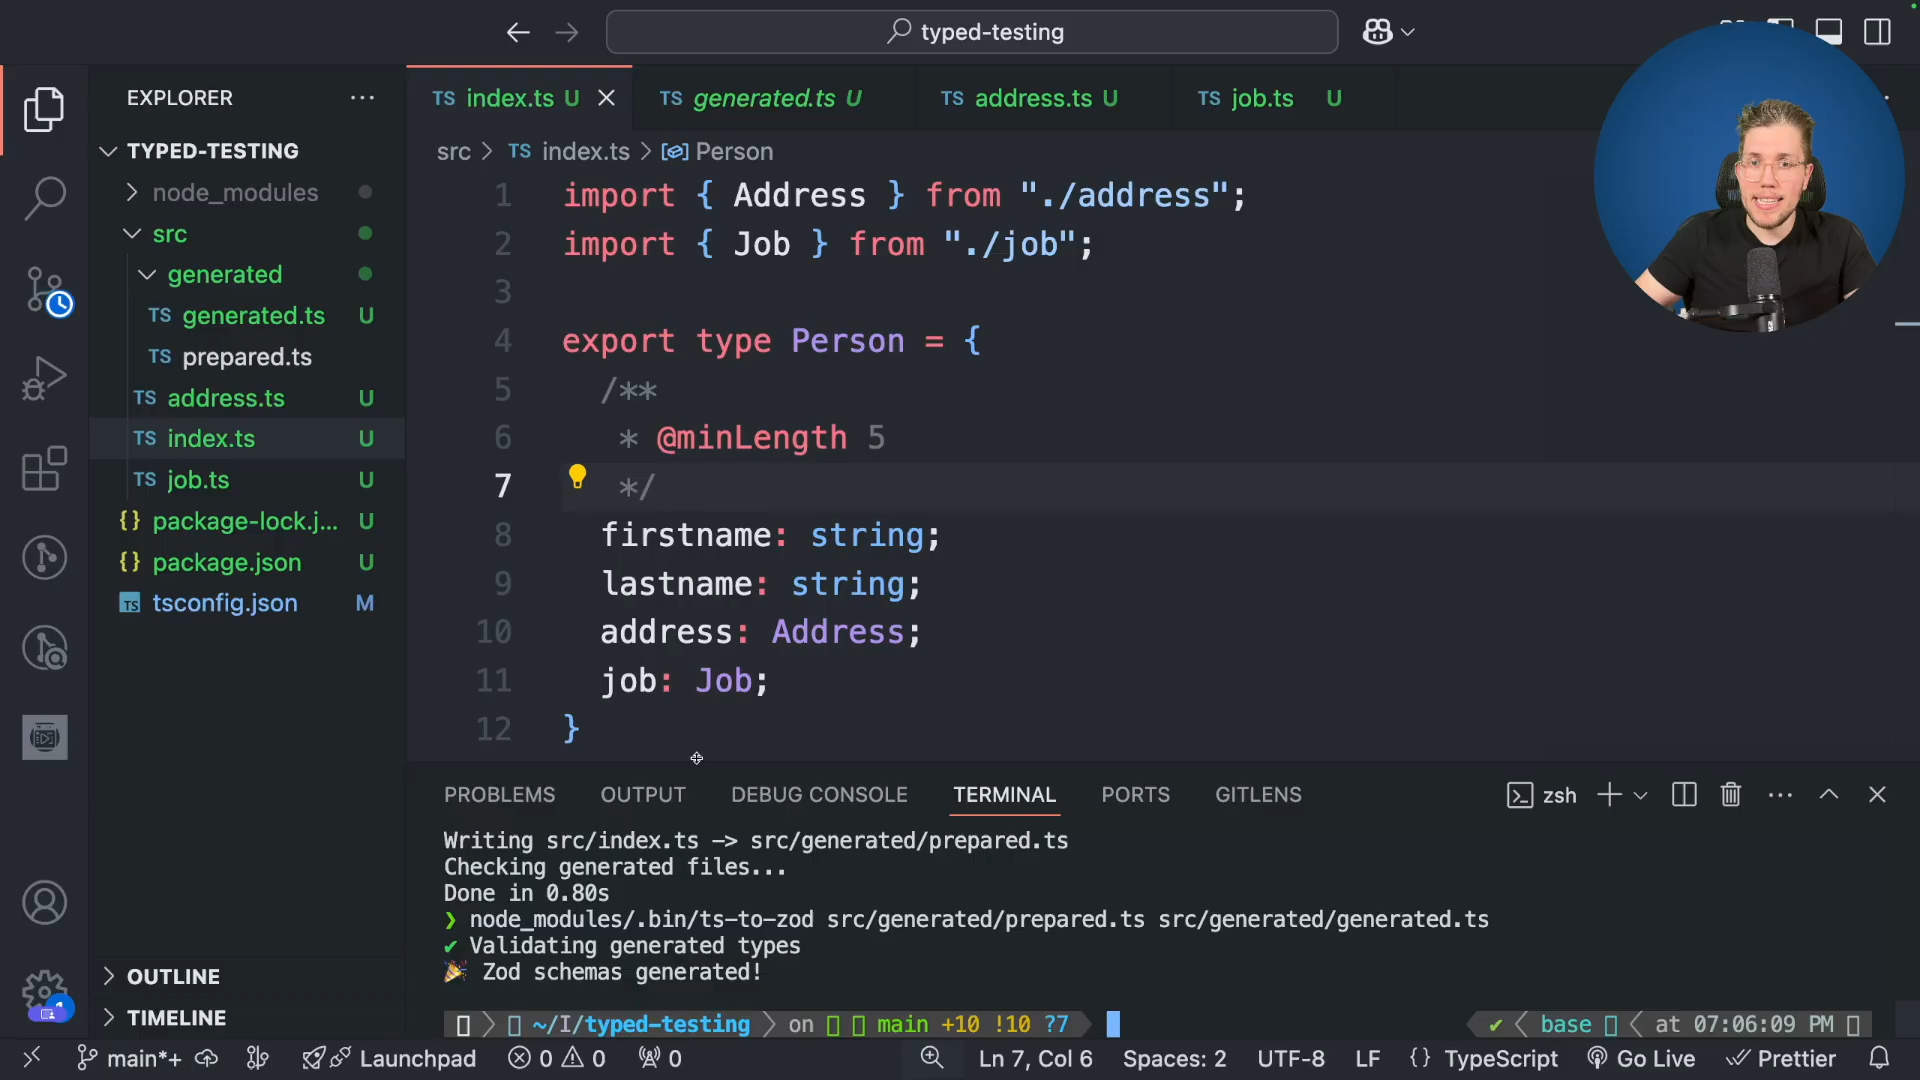 typed-testing
EXPLORER
TYPED-TESTING
node_modules
src
generated
TS generated.ts U
TS prepared.ts
TS address.ts U
TS index.ts U
TS job.ts U
{} package-lock.j... U
{} package.json U
TS tsconfig.json M
OUTLINE
TIMELINE
TS index.ts U
TS generated.ts U
TS address.ts U
TS job.ts U
src > TS index.ts > Person
1 import { Address } from "./address";
2 import { Job } from "./job";
3
4 export type Person = {
5 /**
6 * @minLength 5
7 */
8 firstname: string;
9 lastname: string;
10 address: Address;
11 job: Job;
12 }
PROBLEMS OUTPUT DEBUG CONSOLE TERMINAL PORTS GITLENS
zsh
Writing src/index.ts -> src/generated/prepared.ts
Checking generated files...
Done in 0.80s
❯ node_modules/.bin/ts-to-zod src/generated/prepared.ts src/generated/generated.ts
✔ Validating generated types
🎉 Zod schemas generated!
~/I/typed-testing on main +10 !10 ?7
✔ base at 07:06:09 PM
main*+ Launchpad 0 0 0 Ln 7, Col 6 Spaces: 2 UTF-8 LF {} TypeScript Go Live Prettier